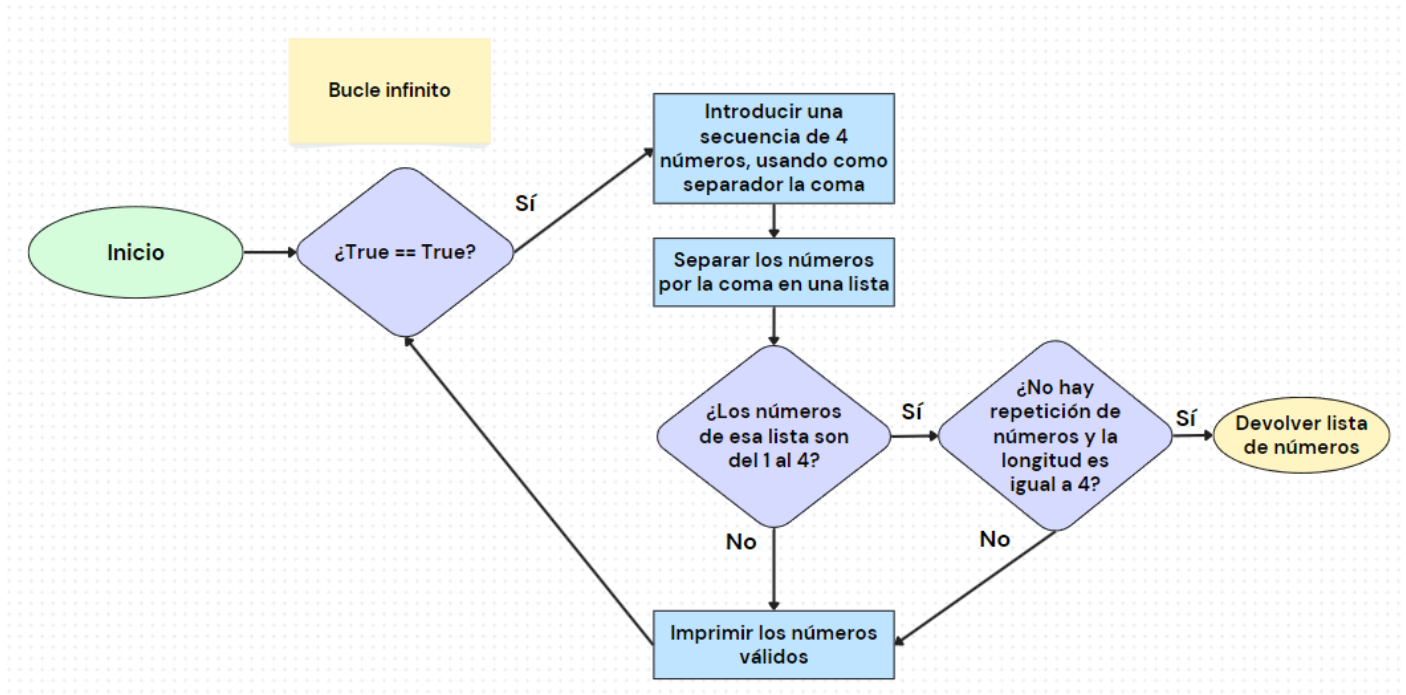 Bucle infinito
Inicio
¿True == True?
Sí
Introducir una
secuencia de 4
números, usando como
separador la coma
Separar los números
por la coma en una lista
¿Los números
de esa lista son
del 1 al 4?
Sí
¿No hay
repetición de
números y la
longitud es
igual a 4?
Sí
Devolver lista
de números
No
No
Imprimir los números
válidos